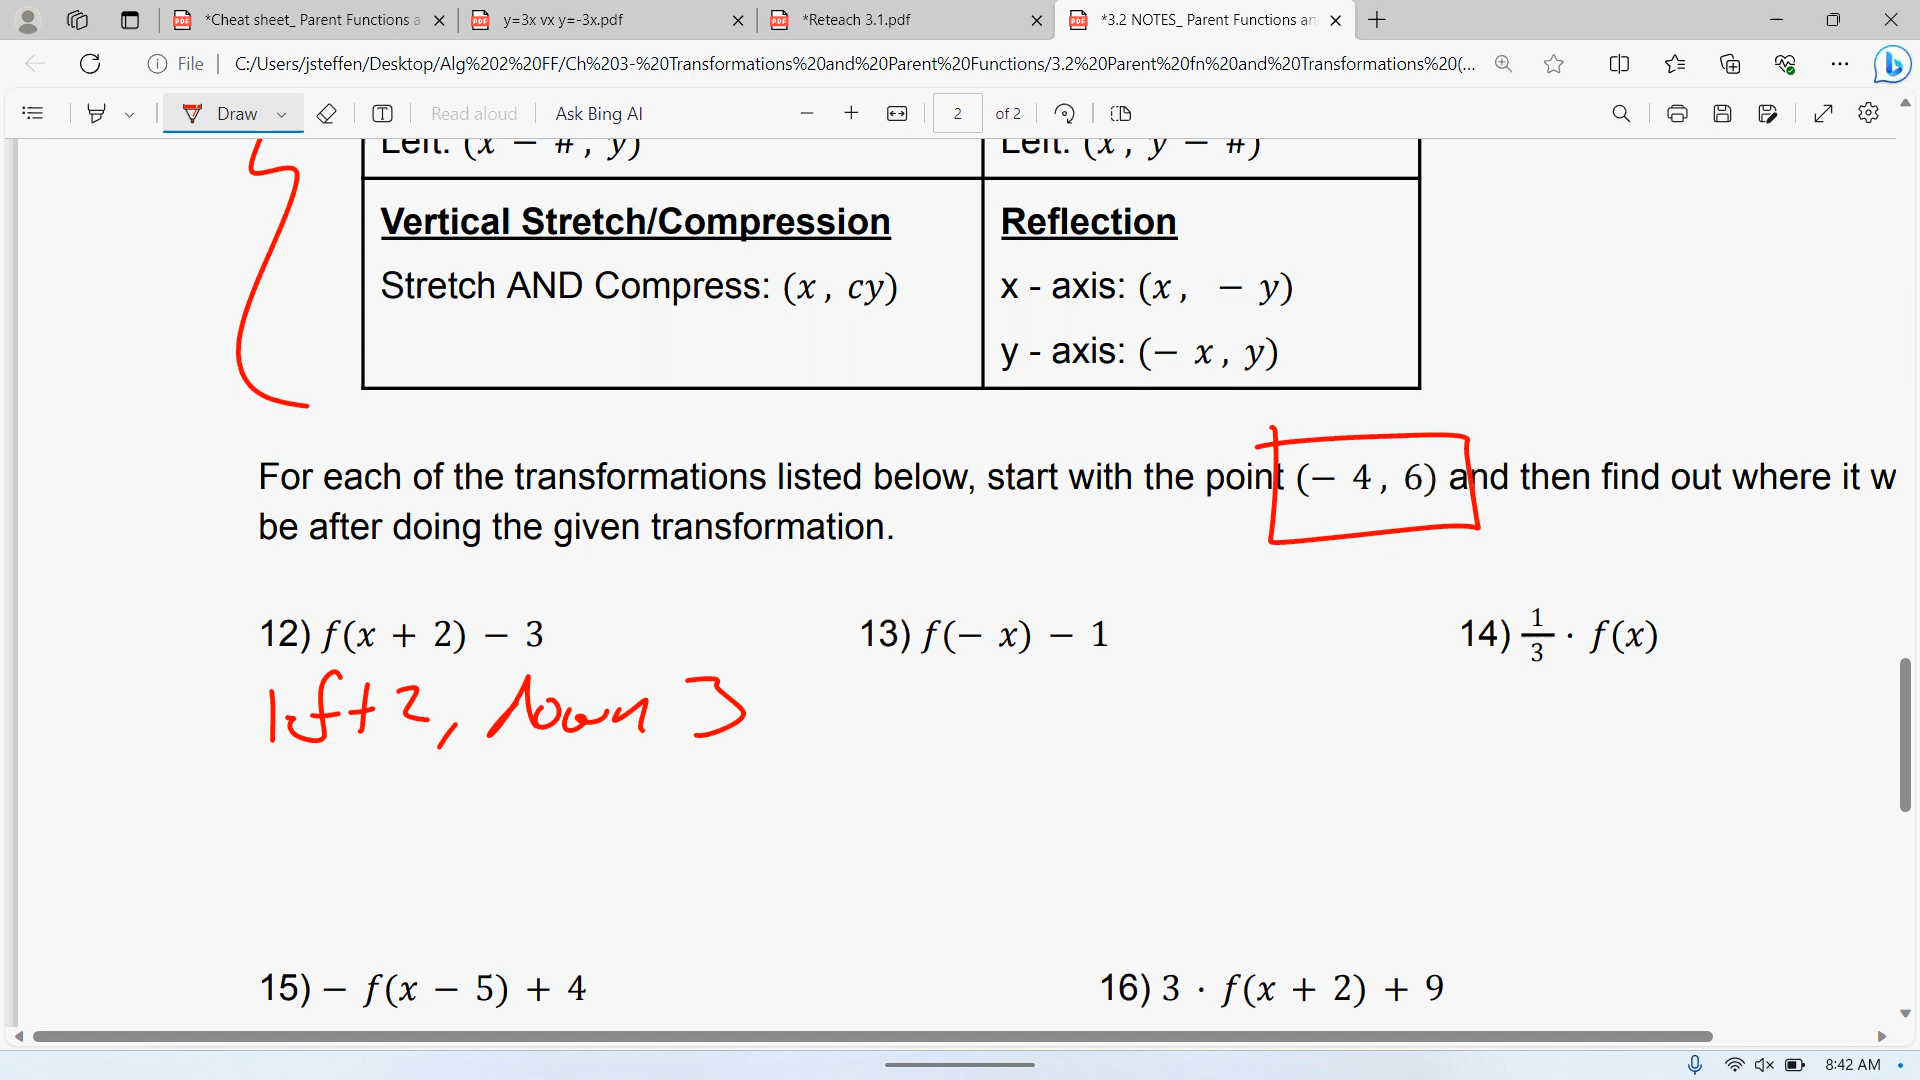 *Cheat sheet_ Parent Functions a
y=3x vx y=-3x.pdf
*Reteach 3.1.pdf
*3.2 NOTES_ Parent Functions an
File
C:/Users/jsteffen/Desktop/Alg%202%20FF/Ch%203-%20Transformations%20and%20Parent%20Functions/3.2%20Parent%20fn%20and%20Transformations%20(...
Draw
Read aloud
Ask Bing AI
2
of 2
Left: (x − #, y)
Left: (x, y − #)
Vertical Stretch/Compression
Reflection
Stretch AND Compress: (x, cy)
x - axis: (x, − y)
y - axis: (− x, y)
For each of the transformations listed below, start with the point (− 4, 6) and then find out where it w
be after doing the given transformation.
12) f(x + 2) − 3
13) f(− x) − 1
14) 1/3 · f(x)
left 2, down 3
15) − f(x − 5) + 4
16) 3 · f(x + 2) + 9
8:42 AM